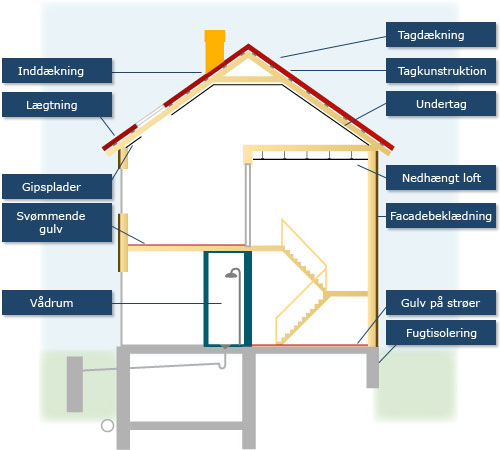 Inddækning
Lægtning
Gipsplader
Svømmende
gulv
Vådrum
Tagdækning
Tagkunstruktion
Undertag
Nedhængt loft
Facadebeklædning
Gulv på strøer
Fugtisolering